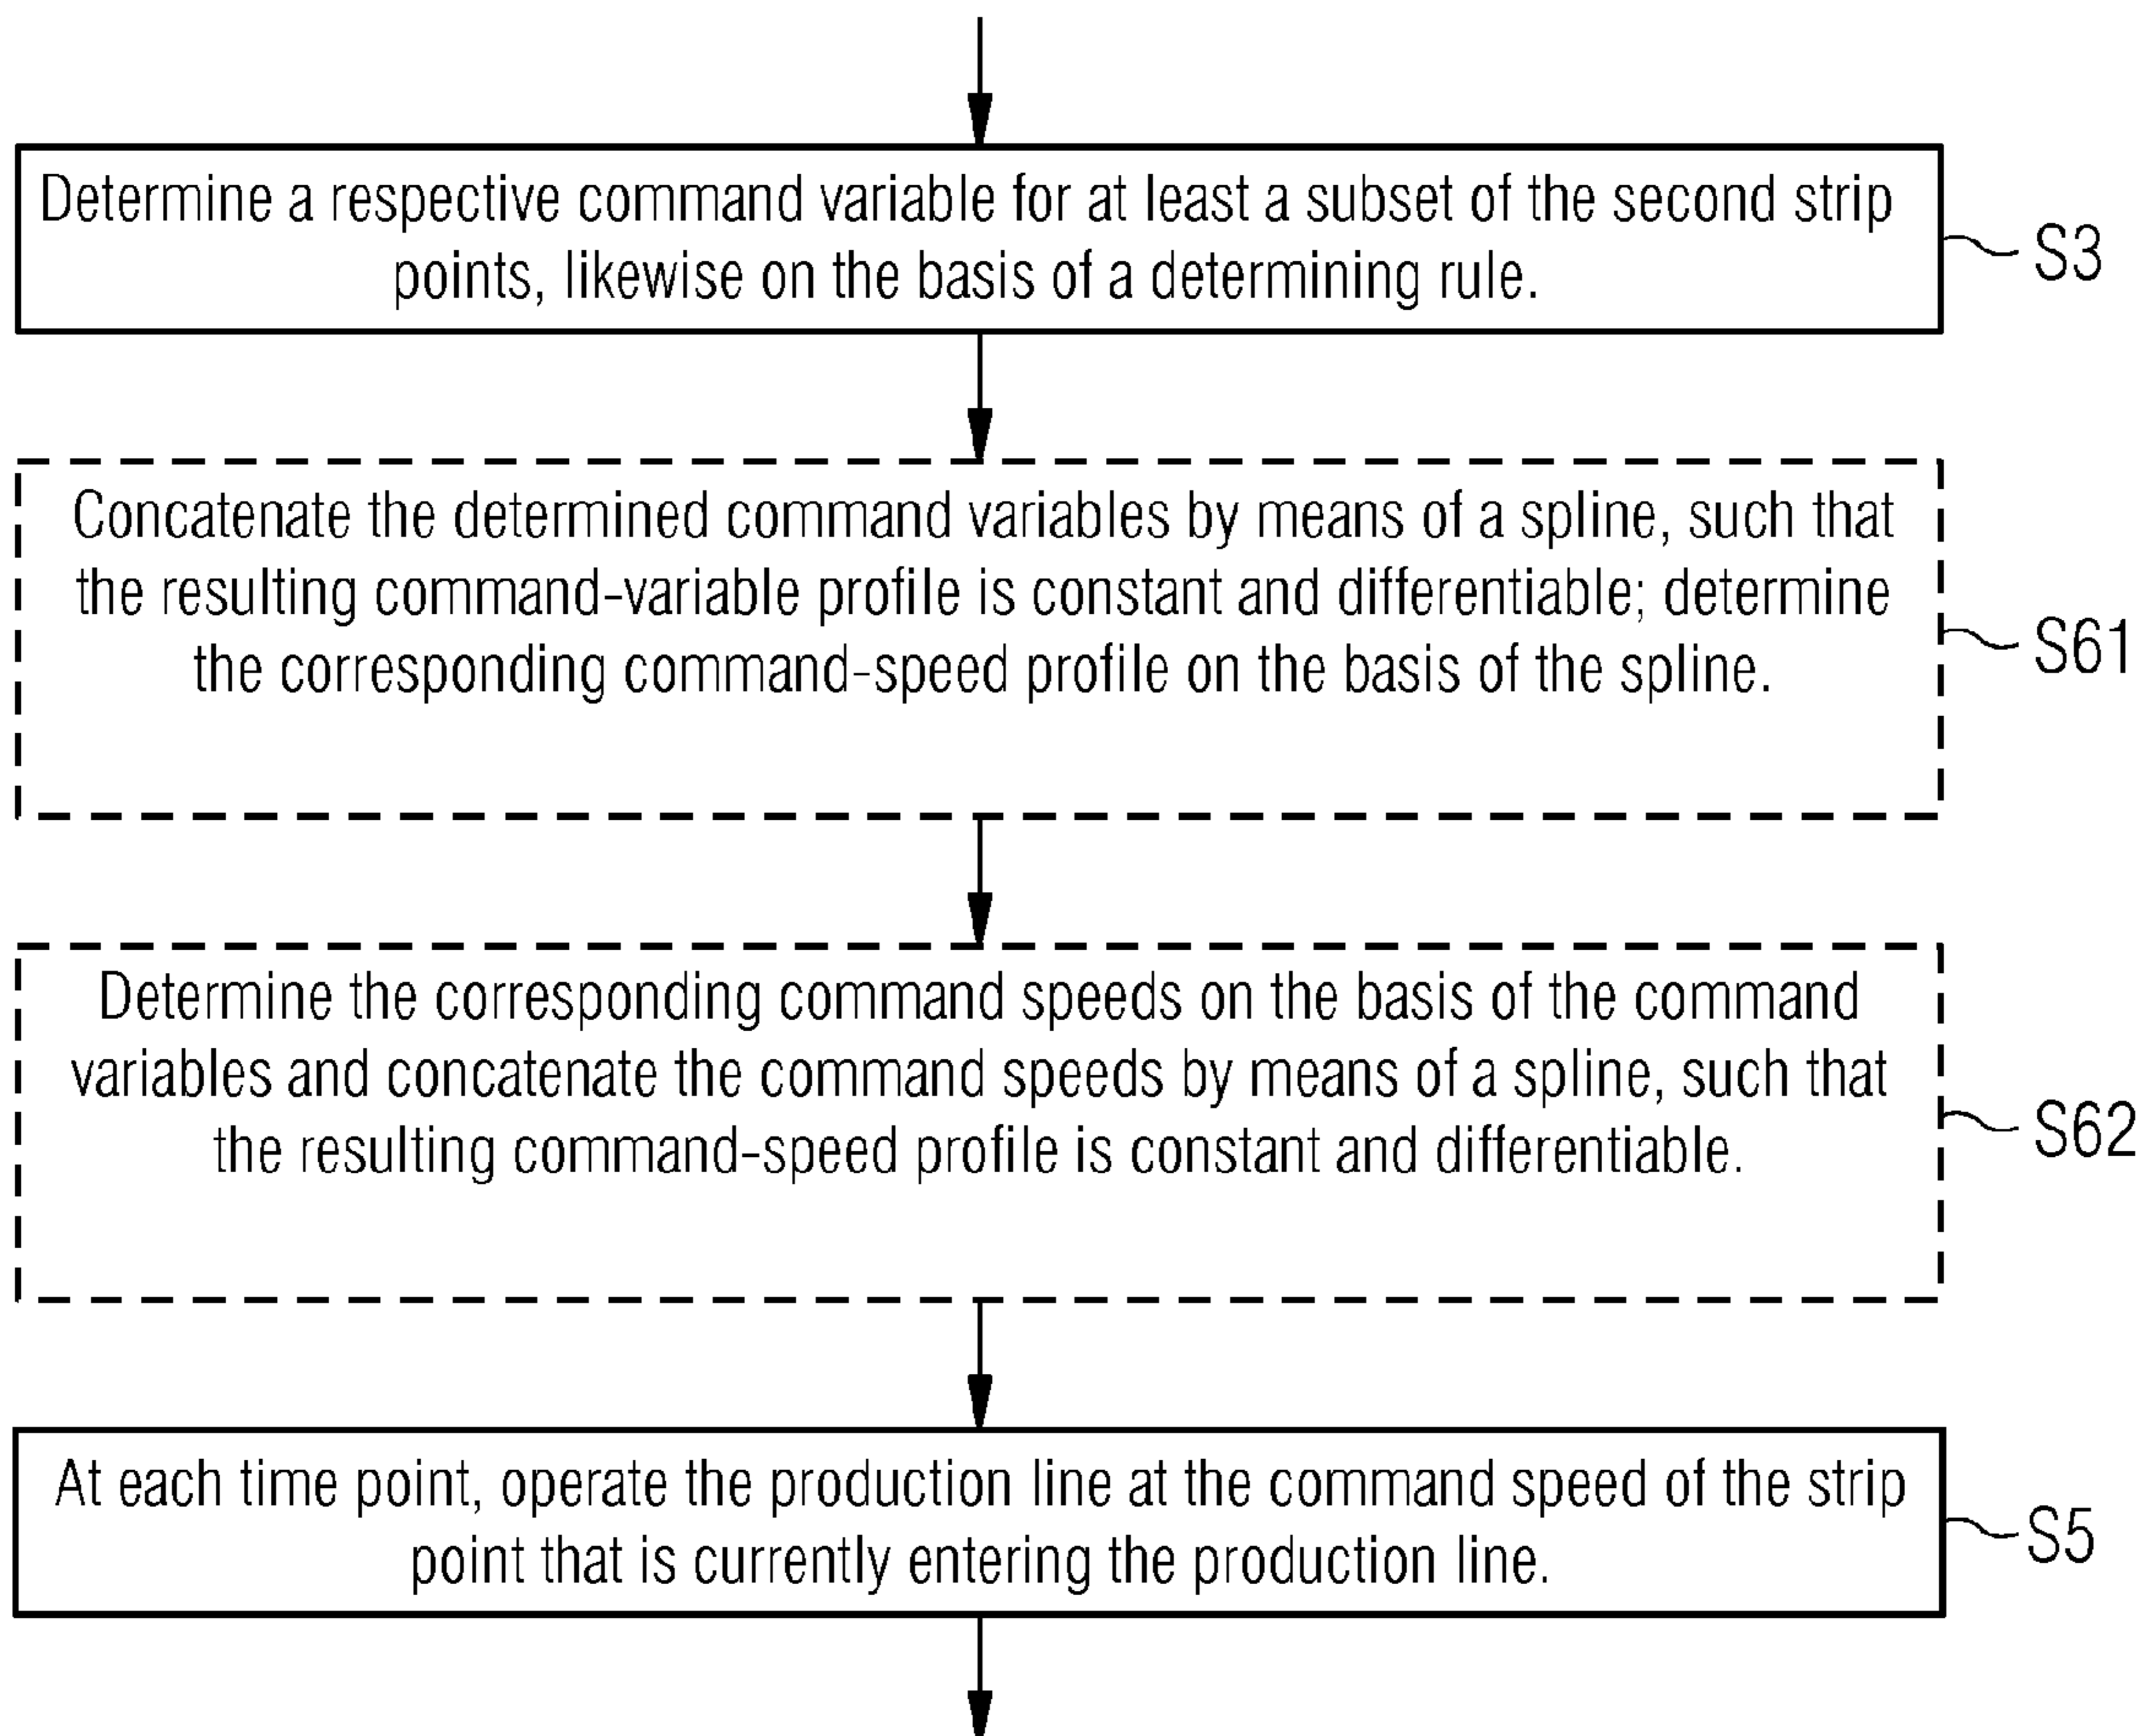 Determine a respective command variable for at least a subset of the second strip
points, likewise on the basis of a determining rule.
S3
Concatenate the determined command variables by means of a spline, such that
the resulting command-variable profile is constant and differentiable; determine
the corresponding command-speed profile on the basis of the spline.
S61
Determine the corresponding command speeds on the basis of the command
variables and concatenate the command speeds by means of a spline, such that
the resulting command-speed profile is constant and differentiable.
S62
At each time point, operate the production line at the command speed of the strip
point that is currently entering the production line.
S5